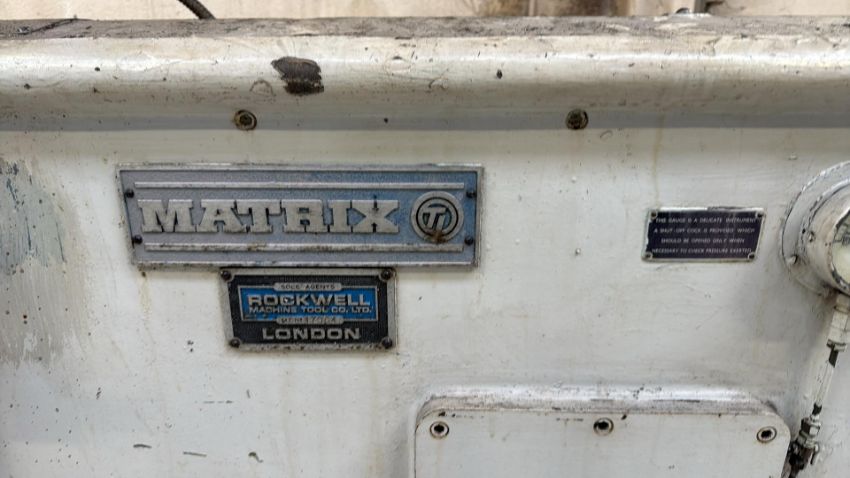 MATRIX
SOLE AGENTS
ROCKWELL
MACHINE TOOL CO. LTD.
LONDON
THIS GAUGE IS A DELICATE INSTRUMENT
A SHUT-OFF COCK IS PROVIDED WHICH
SHOULD BE OPENED ONLY WHEN
NECESSARY TO CHECK PRESSURE EXERTED.